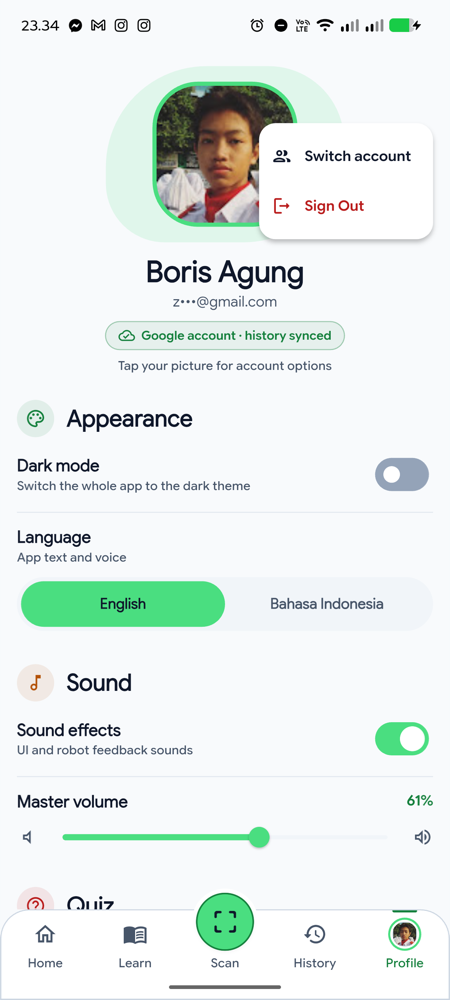 23.34
Vo))
LTE
Switch account
Sign Out
Boris Agung
z•••@gmail.com
Google account · history synced
Tap your picture for account options
Appearance
Dark mode
Switch the whole app to the dark theme
Language
App text and voice
English
Bahasa Indonesia
Sound
Sound effects
UI and robot feedback sounds
Master volume
61%
Quiz
Home
Learn
Scan
History
Profile